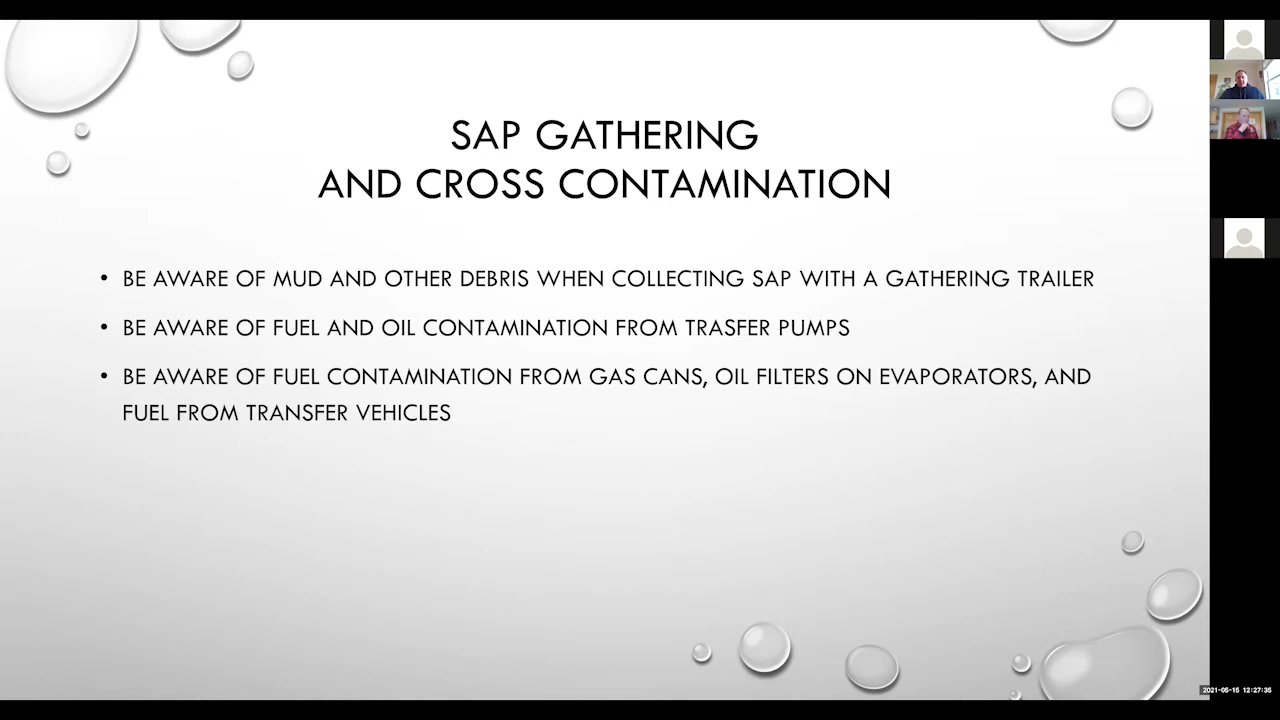 SAP GATHERING
AND CROSS CONTAMINATION
• BE AWARE OF MUD AND OTHER DEBRIS WHEN COLLECTING SAP WITH A GATHERING TRAILER
• BE AWARE OF FUEL AND OIL CONTAMINATION FROM TRASFER PUMPS
• BE AWARE OF FUEL CONTAMINATION FROM GAS CANS, OIL FILTERS ON EVAPORATORS, AND
FUEL FROM TRANSFER VEHICLES
2021-05-15 12:27:35